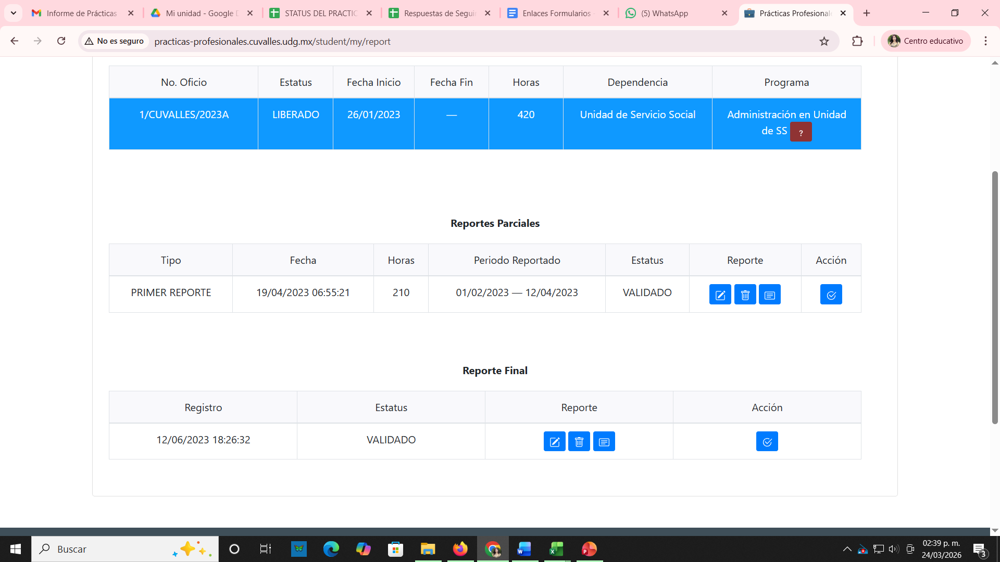 Informe de Prácticas
Mi unidad - Google D
STATUS DEL PRACTIC
Respuestas de Seguir
Enlaces Formularios -
(5) WhatsApp
Prácticas Profesionale
No es seguro
practicas-profesionales.cuvalles.udg.mx/student/my/report
Centro educativo
No. Oficio Estatus Fecha Inicio Fecha Fin Horas Dependencia Programa
1/CUVALLES/2023A LIBERADO 26/01/2023 — 420 Unidad de Servicio Social Administración en Unidad
de SS ?
Reportes Parciales
Tipo Fecha Horas Periodo Reportado Estatus Reporte Acción
PRIMER REPORTE 19/04/2023 06:55:21 210 01/02/2023 — 12/04/2023 VALIDADO
Reporte Final
Registro Estatus Reporte Acción
12/06/2023 18:26:32 VALIDADO
Buscar
02:39 p. m.
24/03/2026
3